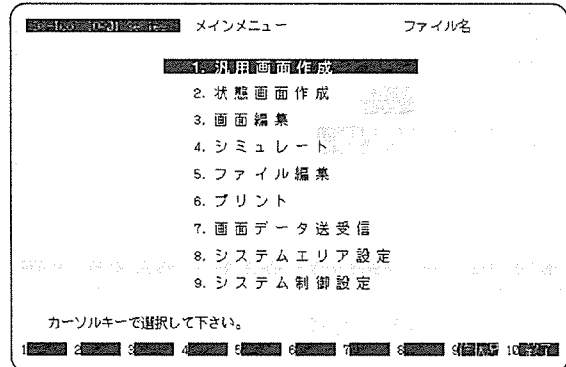 メインメニュー ファイル名
1. 汎用画面作成
2. 状態画面作成
3. 画面編集
4. シミュレート
5. ファイル編集
6. プリント
7. 画面データ送受信
8. システムエリア設定
9. システム制御設定
カーソルキーで選択して下さい。
1 2 3 4 5 6 7 8 9 10 終了